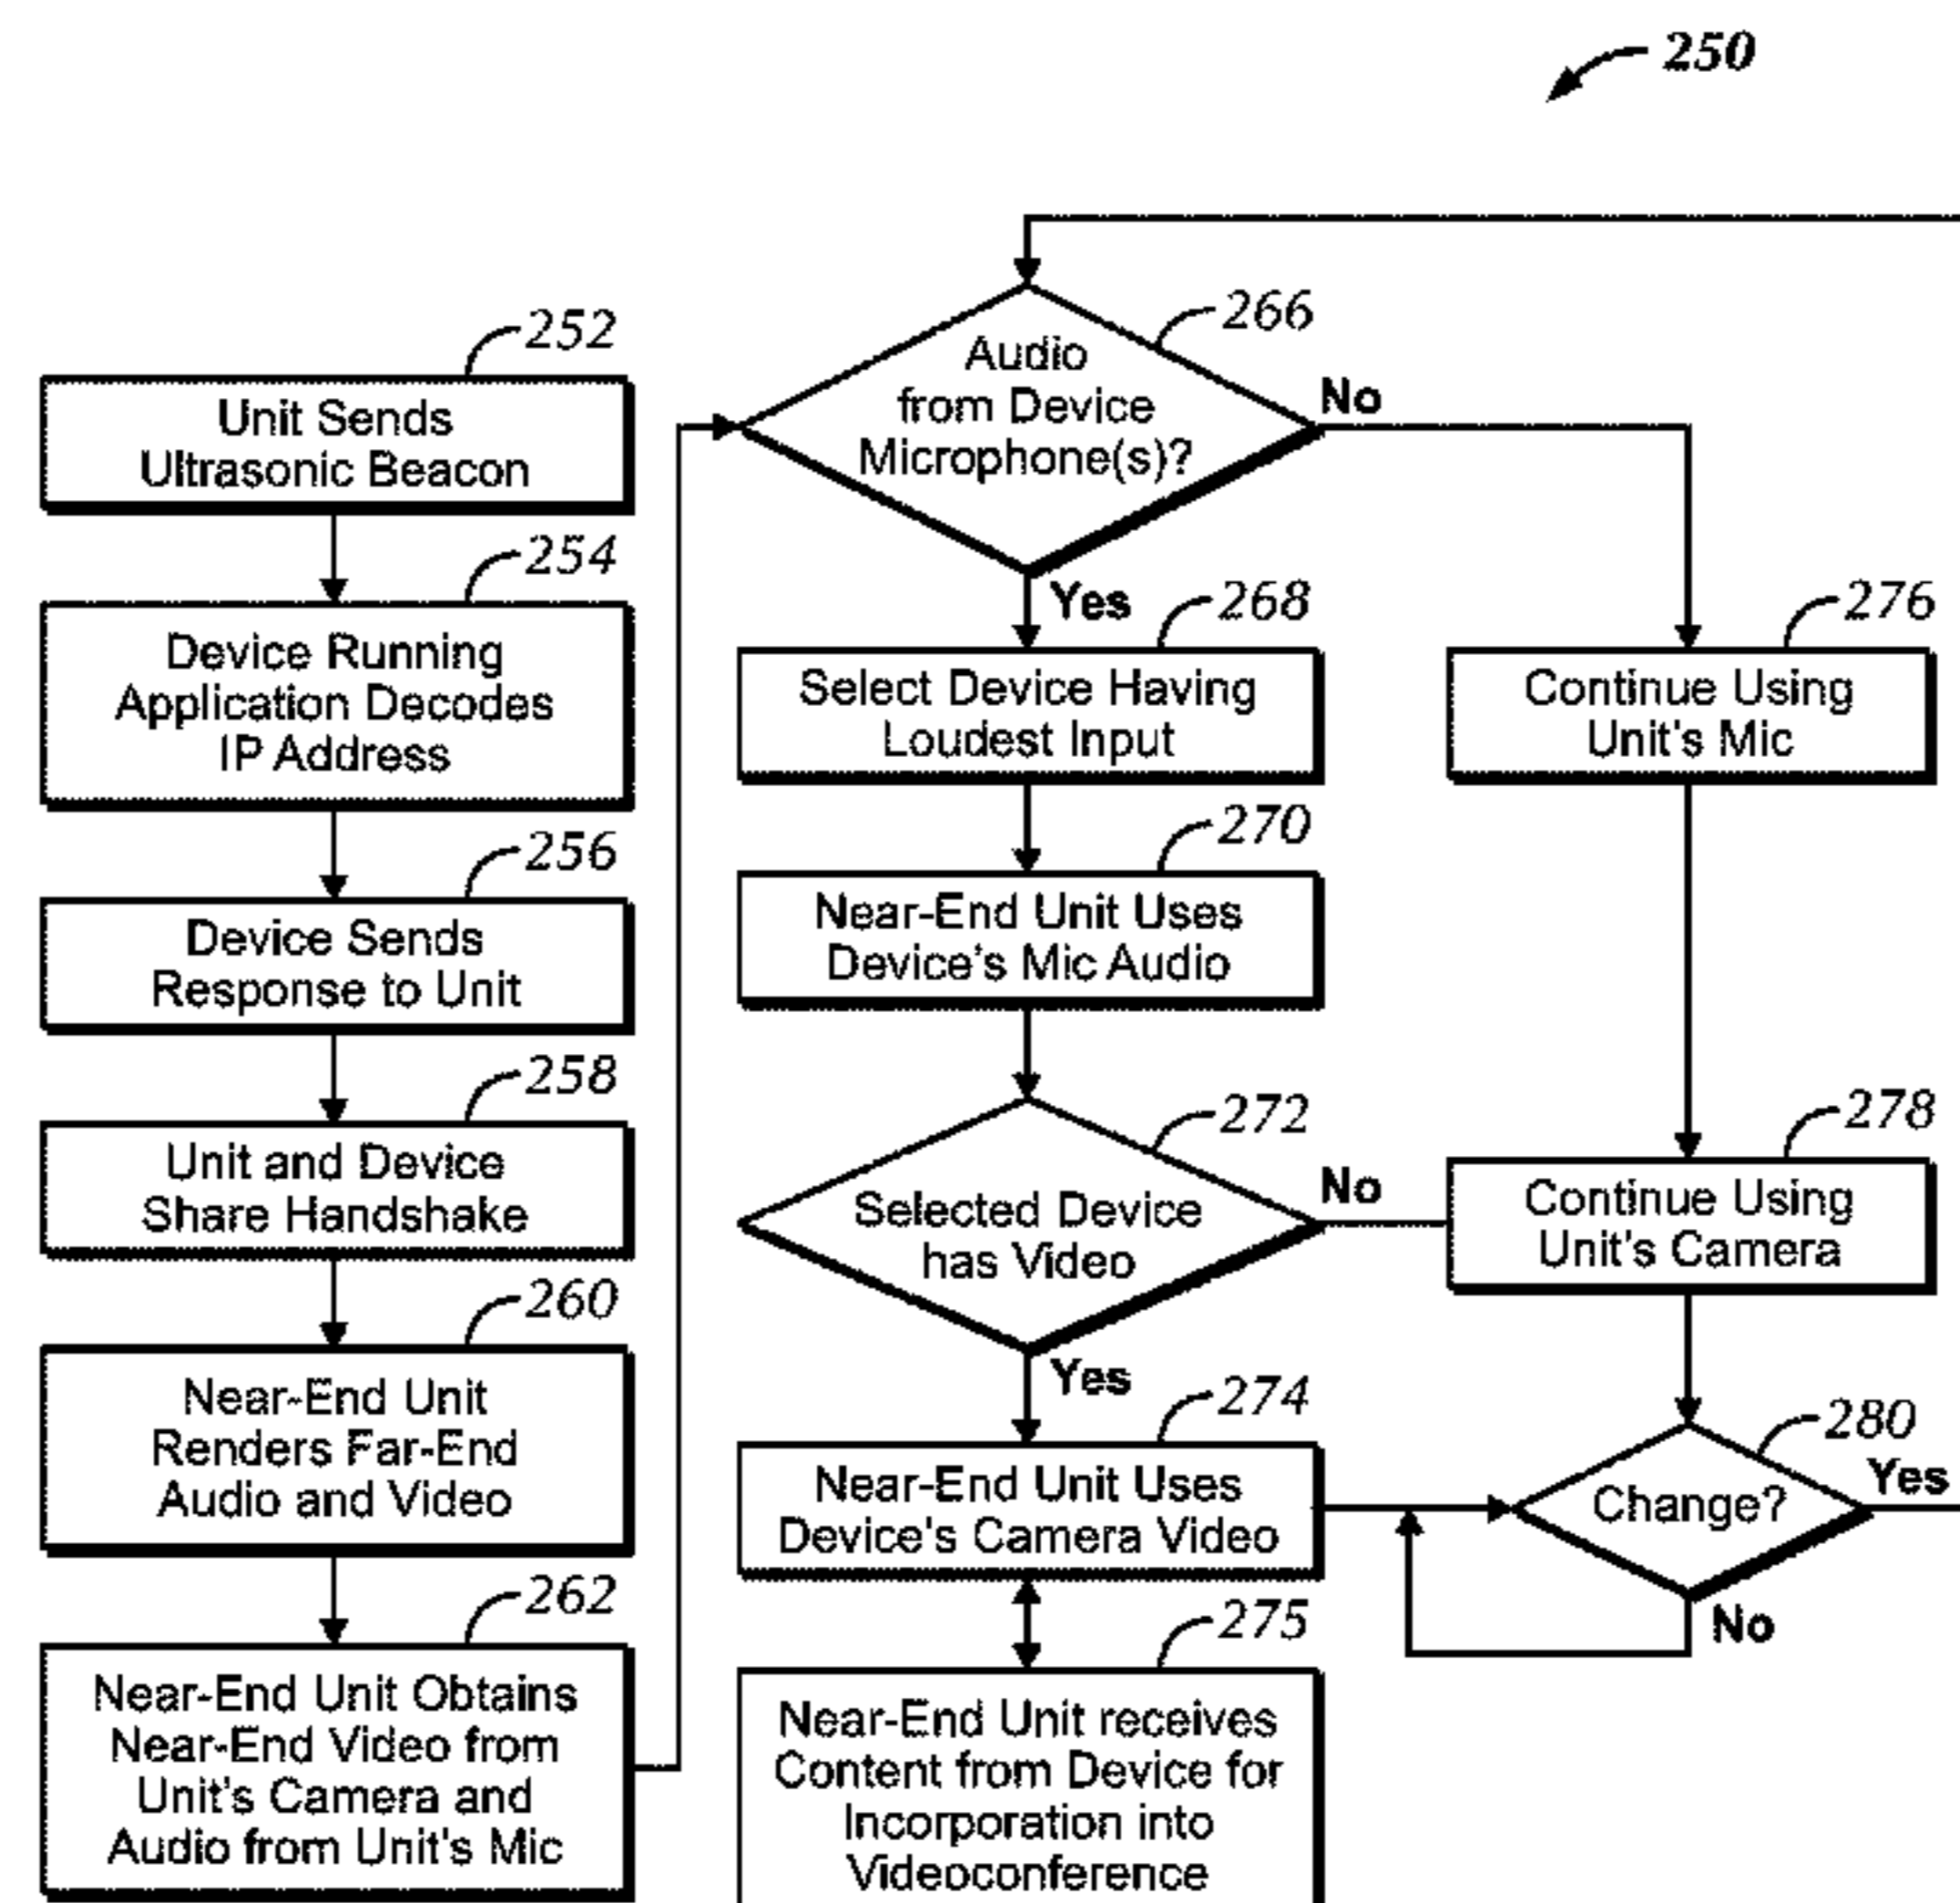 250
252
Unit Sends
Ultrasonic Beacon
254
Device Running
Application Decodes
IP Address
256
Device Sends
Response to Unit
258
Unit and Device
Share Handshake
260
Near-End Unit
Renders Far-End
Audio and Video
262
Near-End Unit Obtains
Near-End Video from
Unit's Camera and
Audio from Unit's Mic
266
Audio
from Device
Microphone(s)?
No
Yes
268
Select Device Having
Loudest Input
270
Near-End Unit Uses
Device's Mic Audio
272
Selected Device
has Video
No
Yes
274
Near-End Unit Uses
Device's Camera Video
275
Near-End Unit receives
Content from Device for
Incorporation into
Videoconference
276
Continue Using
Unit's Mic
278
Continue Using
Unit's Camera
280
Change?
Yes
No